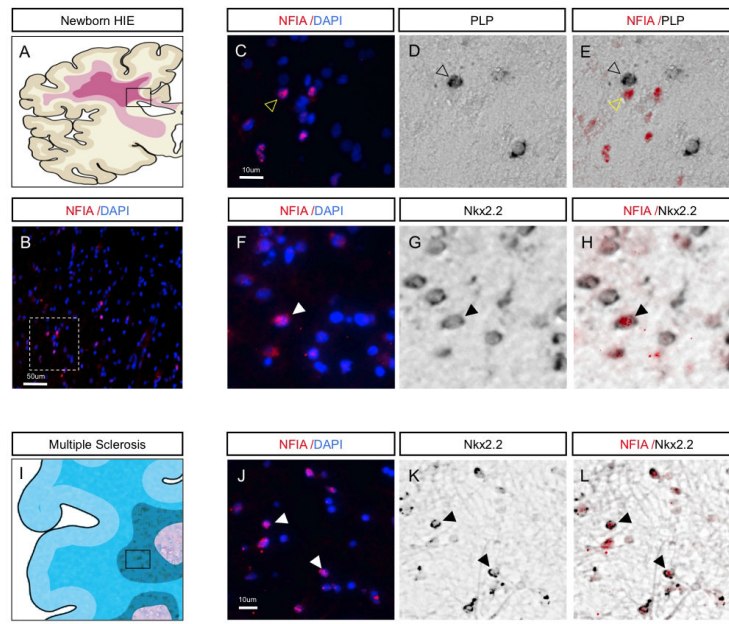 Newborn HIE
NFIA /DAPI
PLP
NFIA /PLP
A
C
D
E
10um
NFIA /DAPI
NFIA /DAPI
Nkx2.2
NFIA /Nkx2.2
B
F
G
H
50um
Multiple Sclerosis
NFIA /DAPI
Nkx2.2
NFIA /Nkx2.2
I
J
K
L
10um